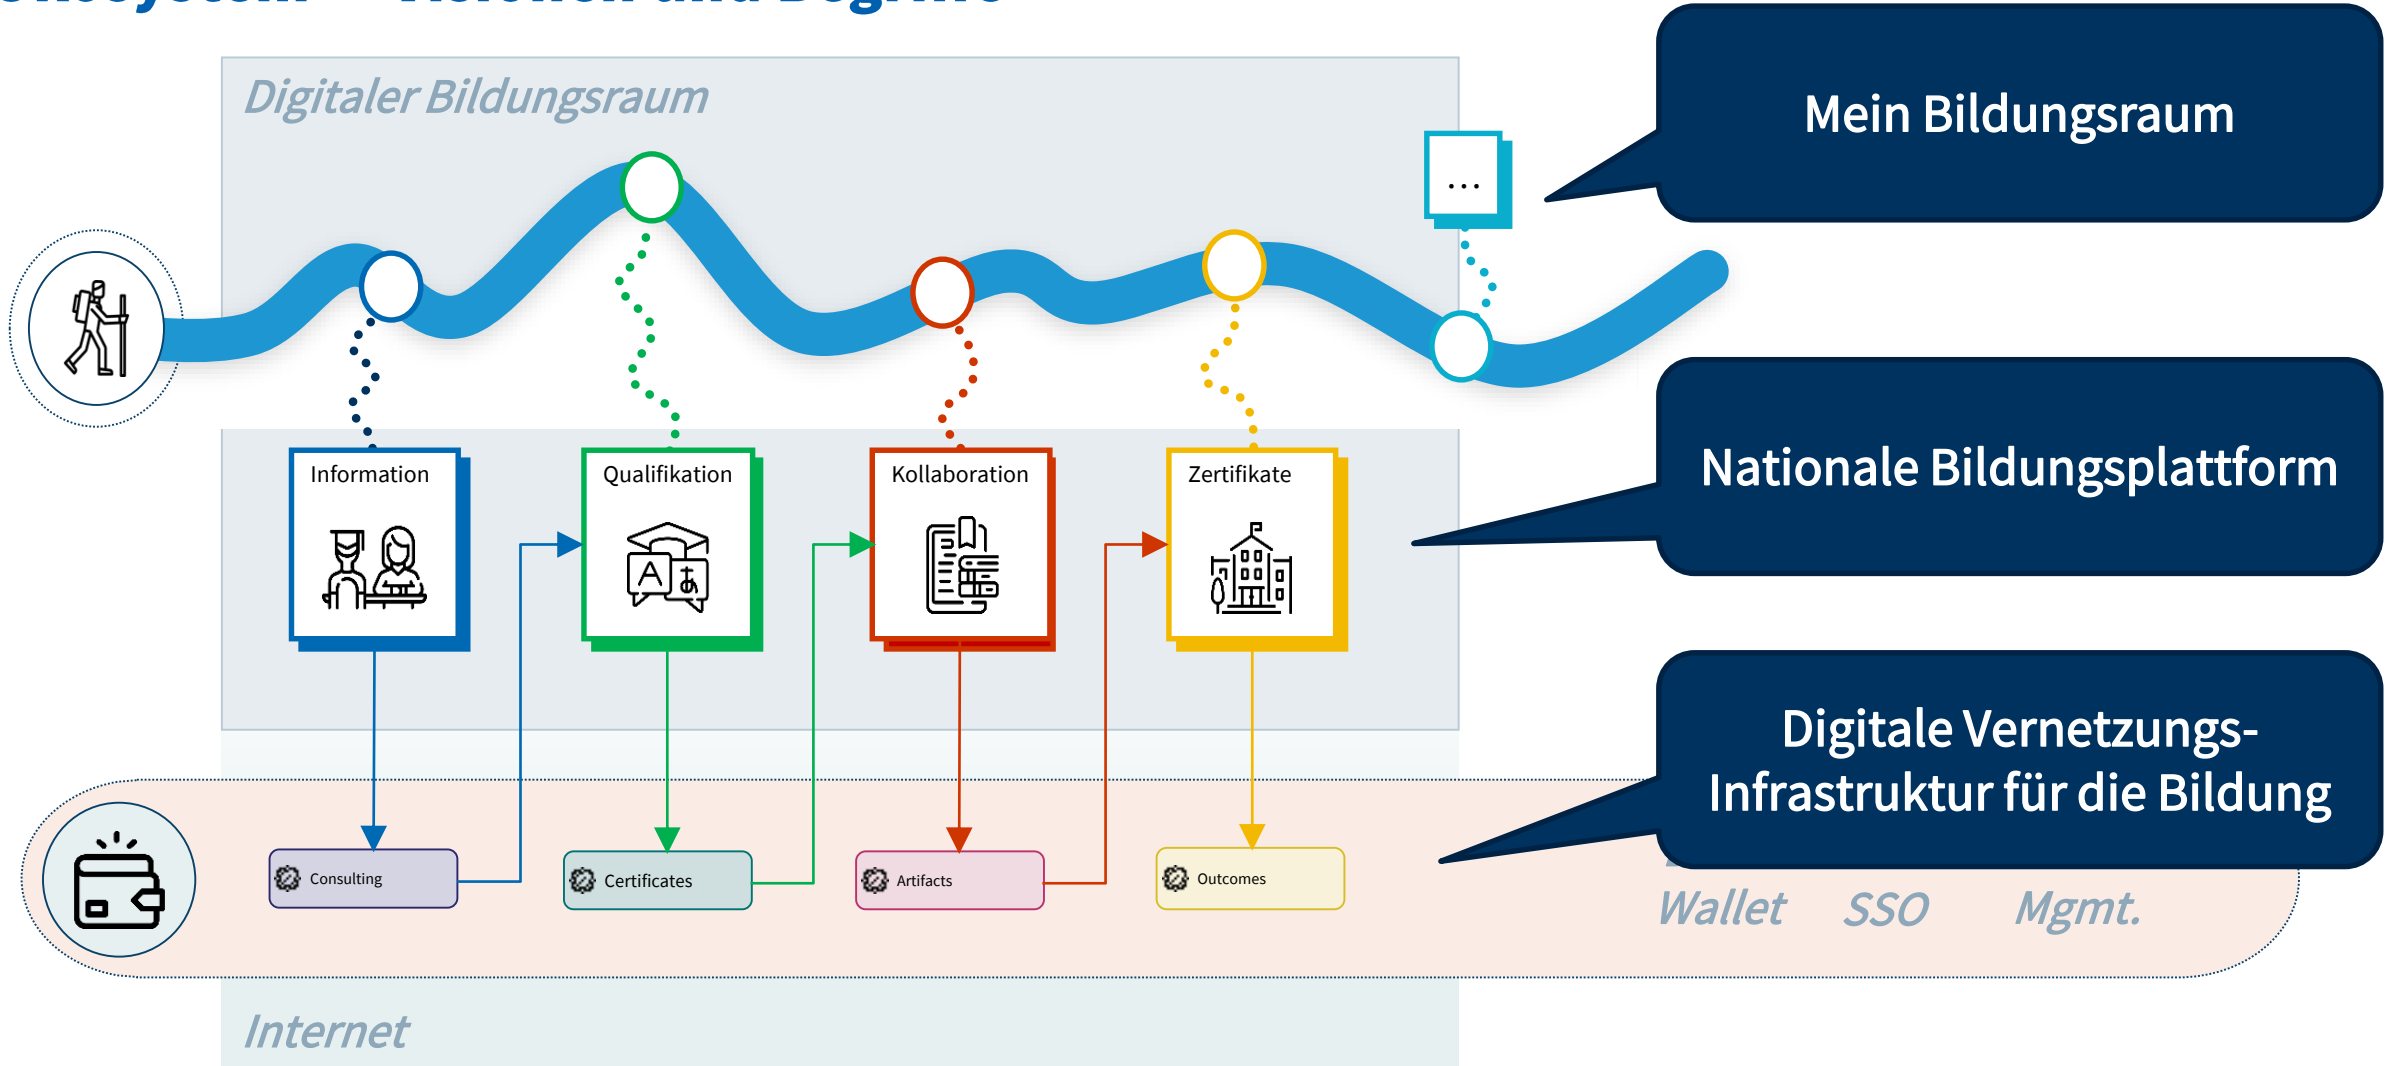 und
Digitaler Bildungsraum
Mein Bildungsraum
...
Information
Qualifikation
Kollaboration
Zertifikate
Nationale Bildungsplattform
Digitale Vernetzungs-
Infrastruktur für die Bildung
Consulting
Certificates
Artifacts
Outcomes
Wallet SSO Mgmt.
Internet